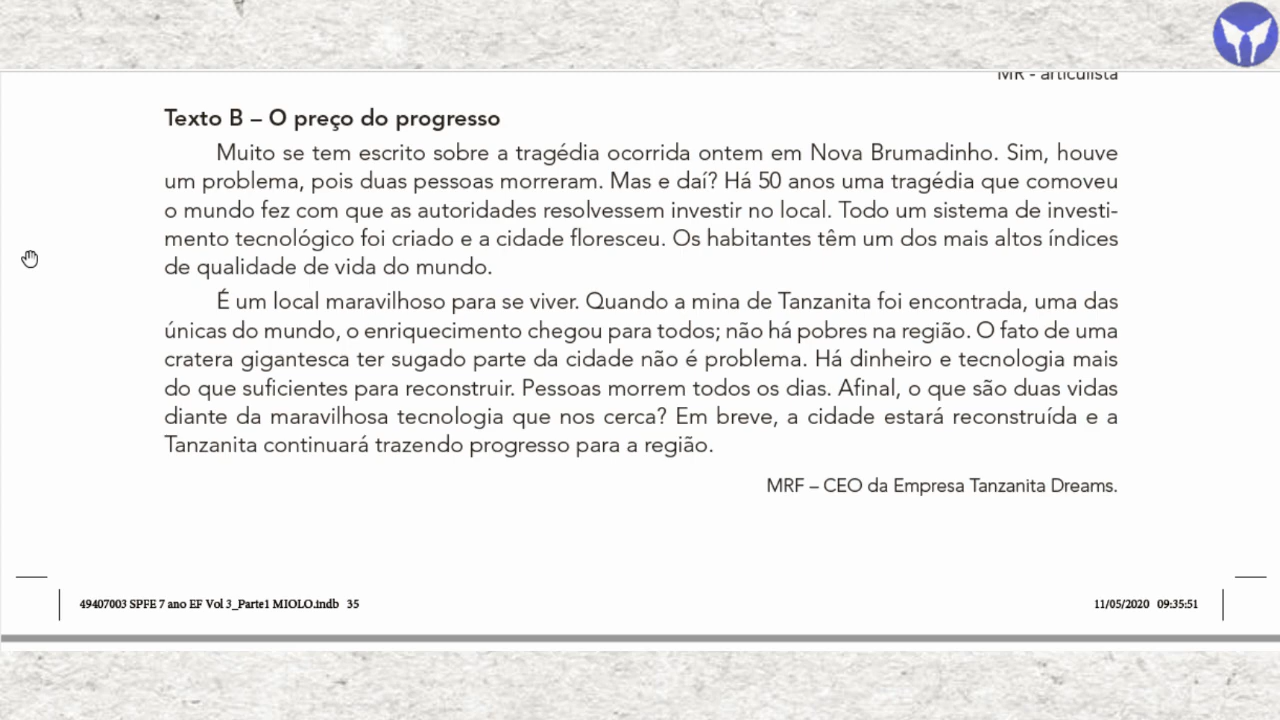 MR - articulista
Texto B – O preço do progresso
Muito se tem escrito sobre a tragédia ocorrida ontem em Nova Brumadinho. Sim, houve
um problema, pois duas pessoas morreram. Mas e daí? Há 50 anos uma tragédia que comoveu
o mundo fez com que as autoridades resolvessem investir no local. Todo um sistema de investi-
mento tecnológico foi criado e a cidade floresceu. Os habitantes têm um dos mais altos índices
de qualidade de vida do mundo.
É um local maravilhoso para se viver. Quando a mina de Tanzanita foi encontrada, uma das
únicas do mundo, o enriquecimento chegou para todos; não há pobres na região. O fato de uma
cratera gigantesca ter sugado parte da cidade não é problema. Há dinheiro e tecnologia mais
do que suficientes para reconstruir. Pessoas morrem todos os dias. Afinal, o que são duas vidas
diante da maravilhosa tecnologia que nos cerca? Em breve, a cidade estará reconstruída e a
Tanzanita continuará trazendo progresso para a região.
MRF – CEO da Empresa Tanzanita Dreams.
49407003 SPFE 7 ano EF Vol 3_Parte1 MIOLO.indb 35
11/05/2020 09:35:51